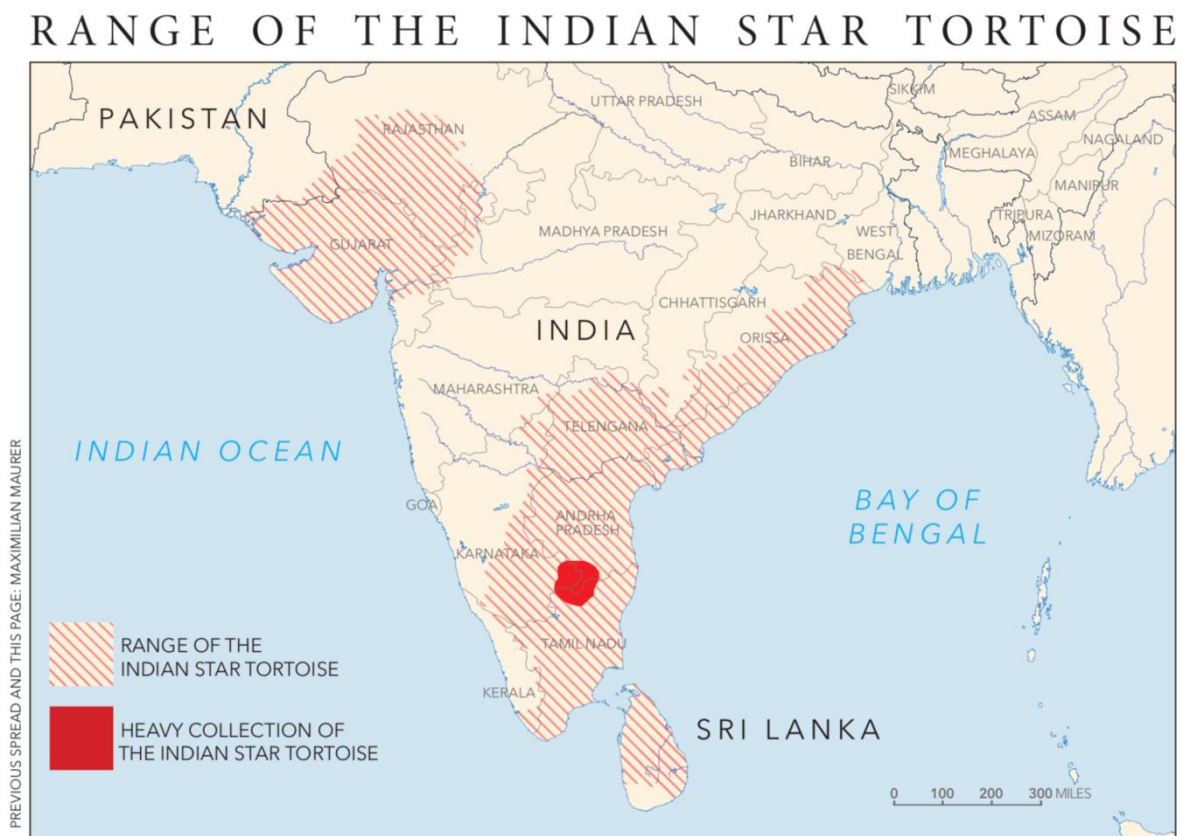 RANGE OF THE INDIAN STAR TORTOISE
PAKISTAN
RAJASTHAN
UTTAR PRADESH
SIKKIM
ASSAM
NAGALAND
MEGHALAYA
BIHAR
MANIPUR
JHARKHAND
TRIPURA
MIZORAM
GUJARAT
MADHYA PRADESH
WEST
BENGAL
CHHATTISGARH
INDIA
ORISSA
MAHARASHTRA
TELENGANA
INDIAN OCEAN
GOA
ANDRHA
PRADESH
BAY OF
BENGAL
KARNATAKA
TAMIL NADU
KERALA
SRI LANKA
RANGE OF THE
INDIAN STAR TORTOISE
HEAVY COLLECTION OF
THE INDIAN STAR TORTOISE
0 100 200 300 MILES
PREVIOUS SPREAD AND THIS PAGE: MAXIMILIAN MAURER